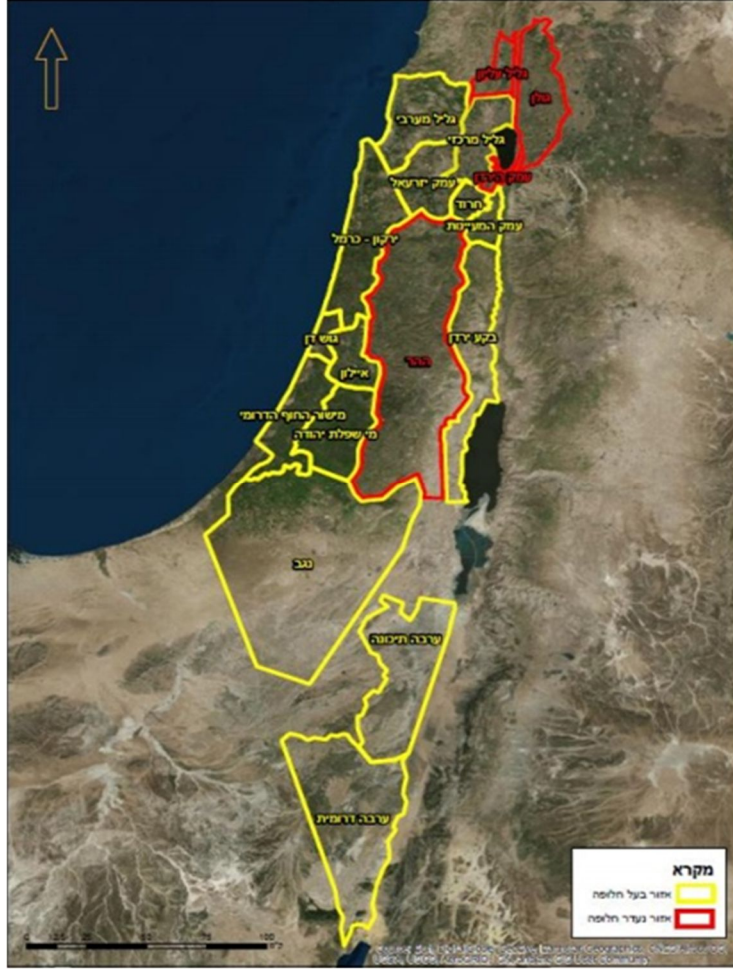 גליל עליון
גולן
גליל מערבי
גליל מרכזי
עמק הירדן
עמק יזרעאל
חרוד
עמק המעיינות
ירקון - כרמל
בקע ירדן
גוש דן
ההר
איילון
מישור החוף הדרומי
מי שפלת יהודה
נגב
ערבה תיכונה
ערבה דרומית
מקרא
אזור בעל חלופה
אזור נעדר חלופה
100
ק"מ